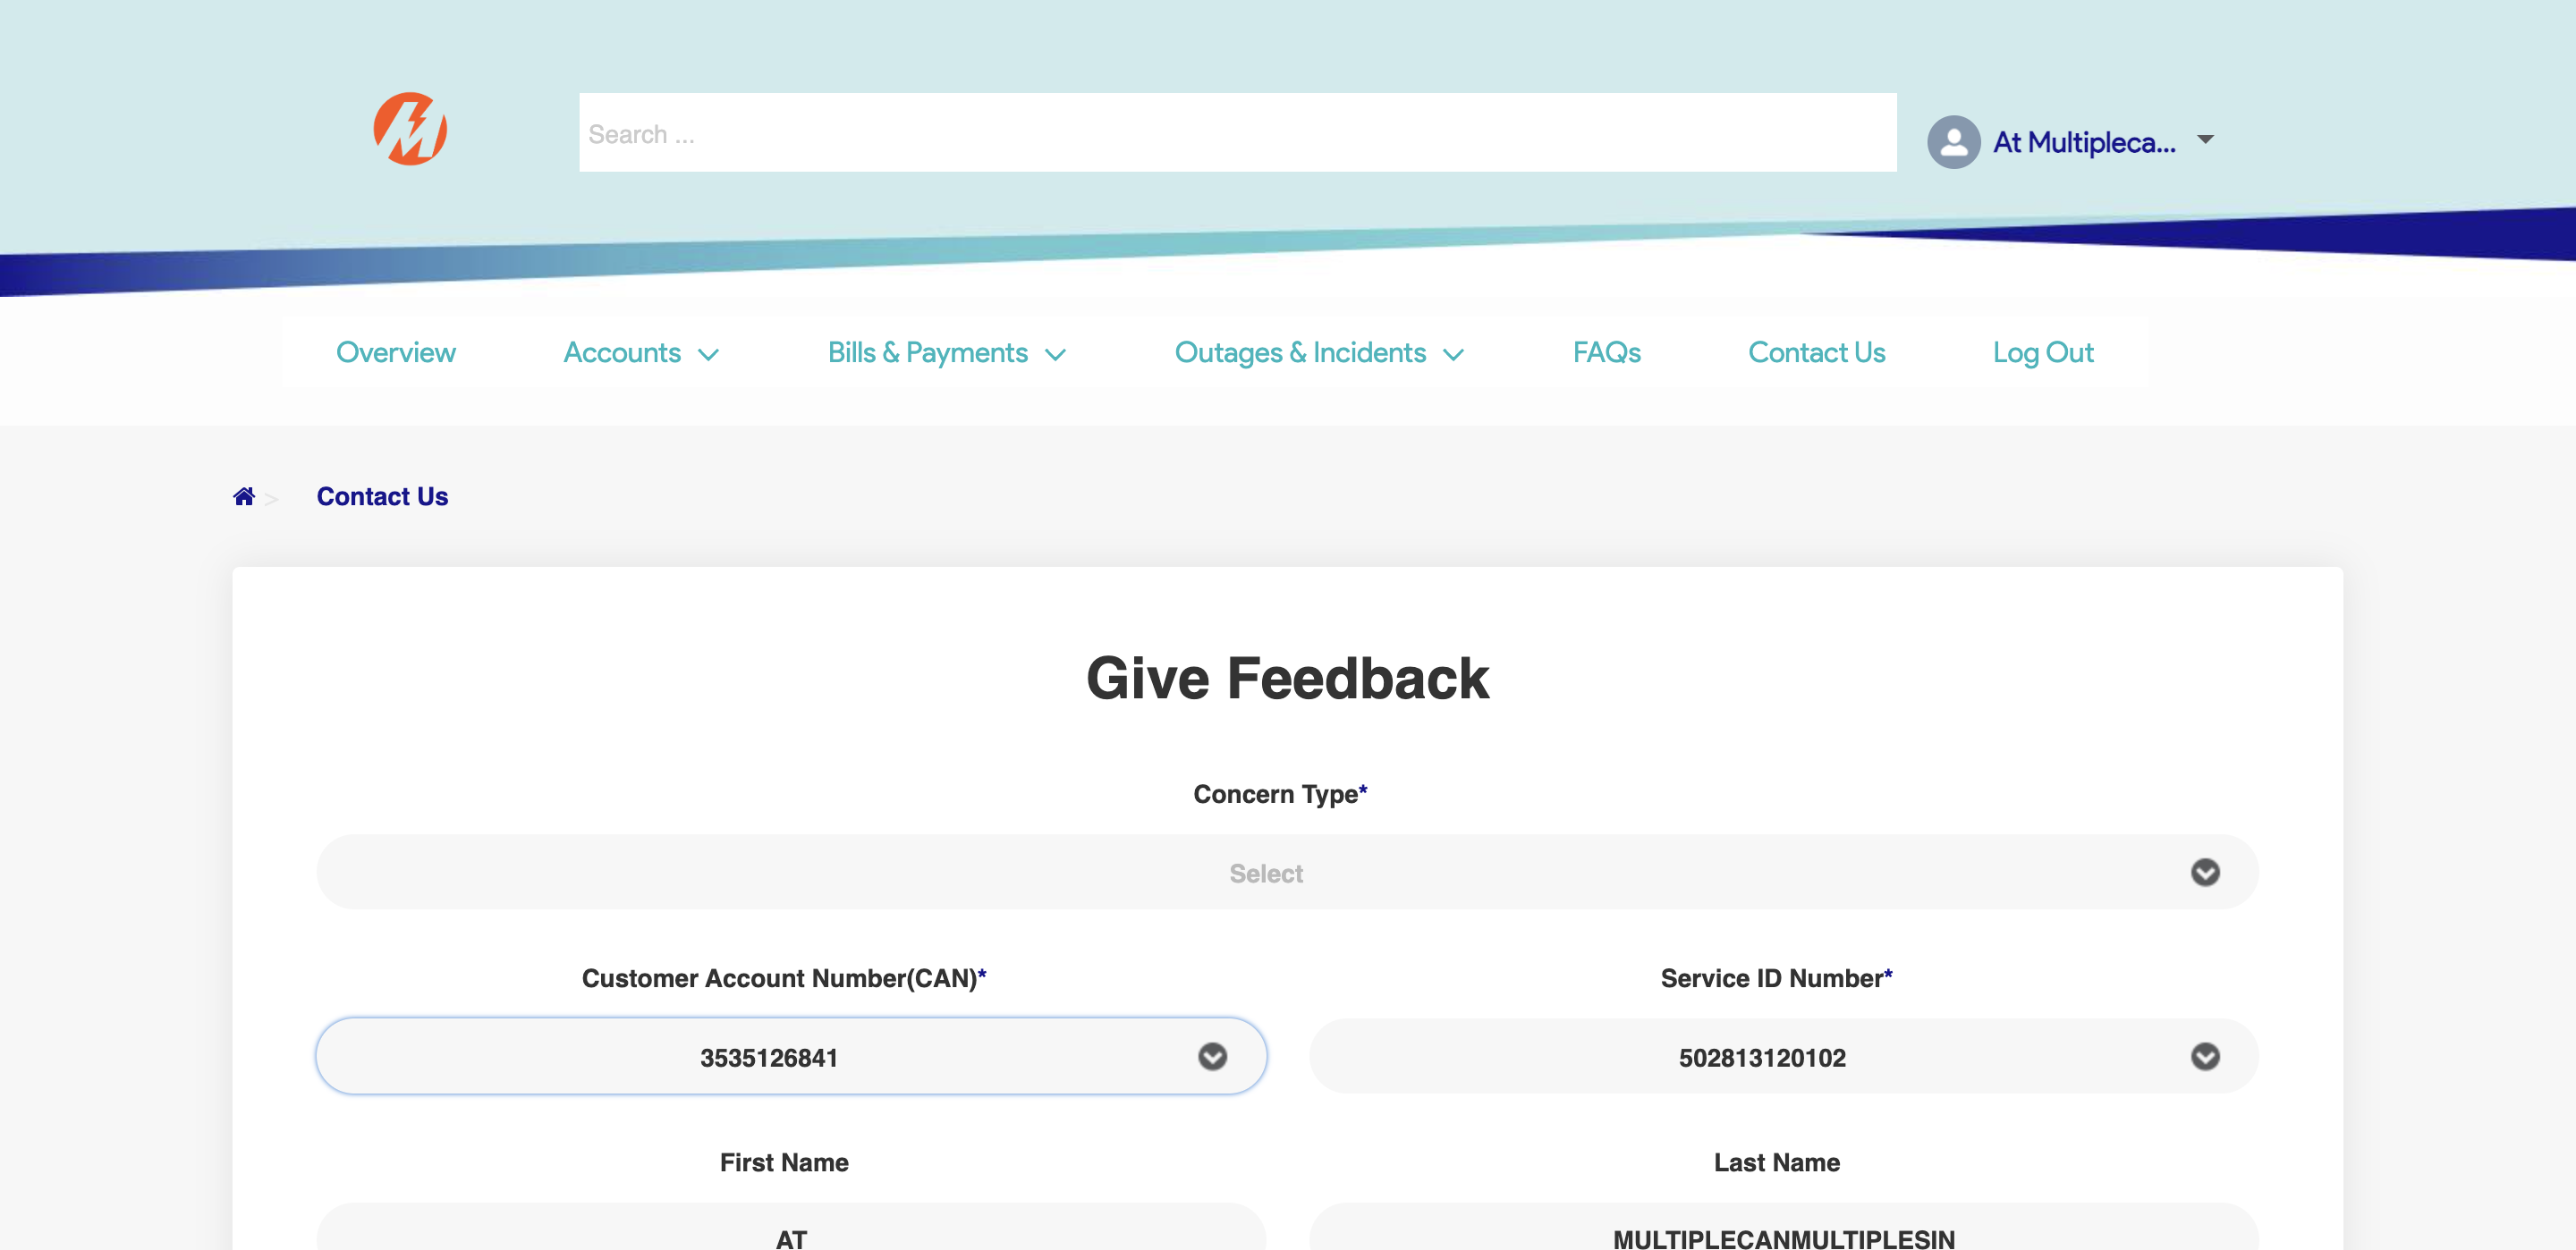 Search ...
At Multipleca...
Overview
Accounts
Bills & Payments
Outages & Incidents
FAQs
Contact Us
Log Out
> Contact Us
Give Feedback
Concern Type*
Select
Customer Account Number(CAN)*
Service ID Number*
3535126841
502813120102
First Name
Last Name
AT
MULTIPLECANMULTIPLESIN